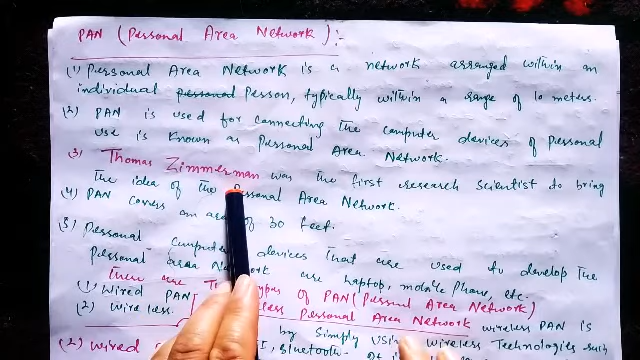 PAN (Personal Area Network) :-
(1) Personal Area Network is a network arranged within an
individual personal Person, typically within a range of 10 meters.
(2) PAN is used for connecting the computer devices of personal
use is known as Personal Area Network.
(3) Thomas Zimmerman was the first research scientist to bring
the idea of the Personal Area Network.
(4) PAN covers an area of 30 feet.
(5) Personal computer devices that are used to develop the
personal area Network are laptop, mobile phone etc.
There are types of PAN (Personal Area Network)
(1) Wired PAN
(2) Wireless
Personal Area Network wireless PAN is
(2) Wired by simply using wireless Technologies such
Bluetooth.